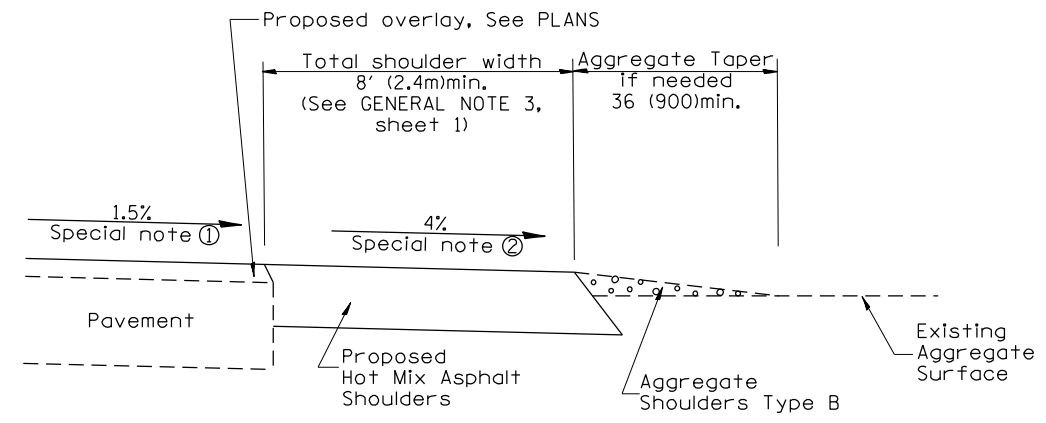 Proposed overlay, See PLANS
Total shoulder width
8' (2.4m)min.
(See GENERAL NOTE 3,
sheet 1)
Aggregate Taper
if needed
36 (900)min.
1.5%
Special note ①
4%
Special note ②
Pavement
Proposed
Hot Mix Asphalt
Shoulders
Aggregate
Shoulders Type B
Existing
Aggregate
Surface